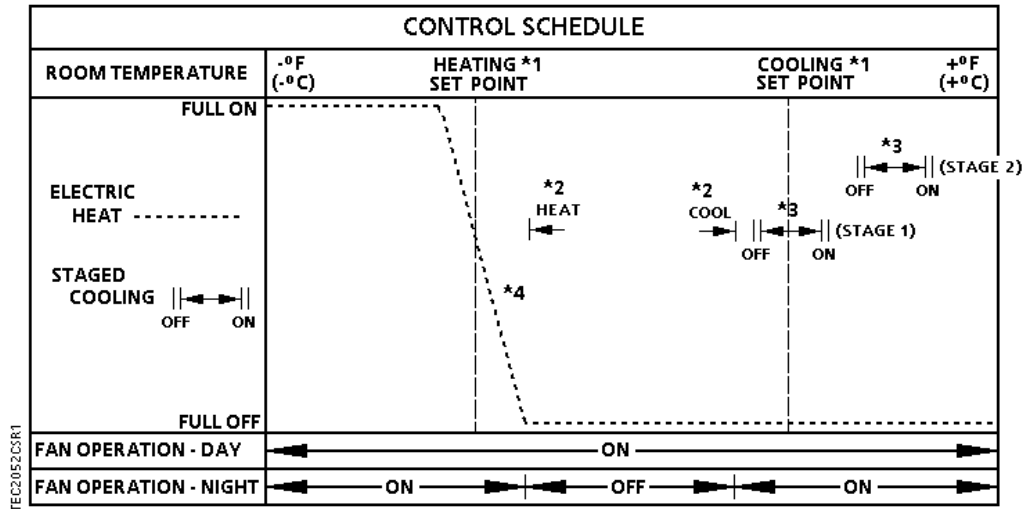 CONTROL SCHEDULE
ROOM TEMPERATURE
-°F
(-°C)
HEATING *1
SET POINT
COOLING *1
SET POINT
+°F
(+°C)
FULL ON
*3
(STAGE 2)
OFF ON
ELECTRIC
HEAT
*2
HEAT
*2
COOL
*3
(STAGE 1)
OFF ON
STAGED
COOLING
OFF ON
*4
FULL OFF
FAN OPERATION - DAY
ON
FAN OPERATION - NIGHT
ON
OFF
ON
TEC2052CSR1